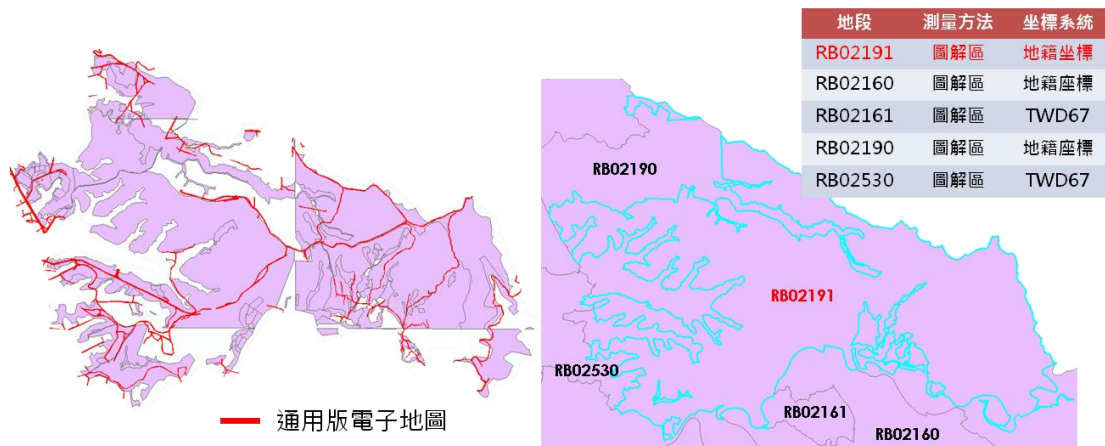 地段 測量方法 坐標系統
RB02191 圖解區 地籍坐標
RB02160 圖解區 地籍座標
RB02161 圖解區 TWD67
RB02190 圖解區 地籍座標
RB02530 圖解區 TWD67
RB02190
RB02191
RB02530
RB02161
RB02160
通用版電子地圖